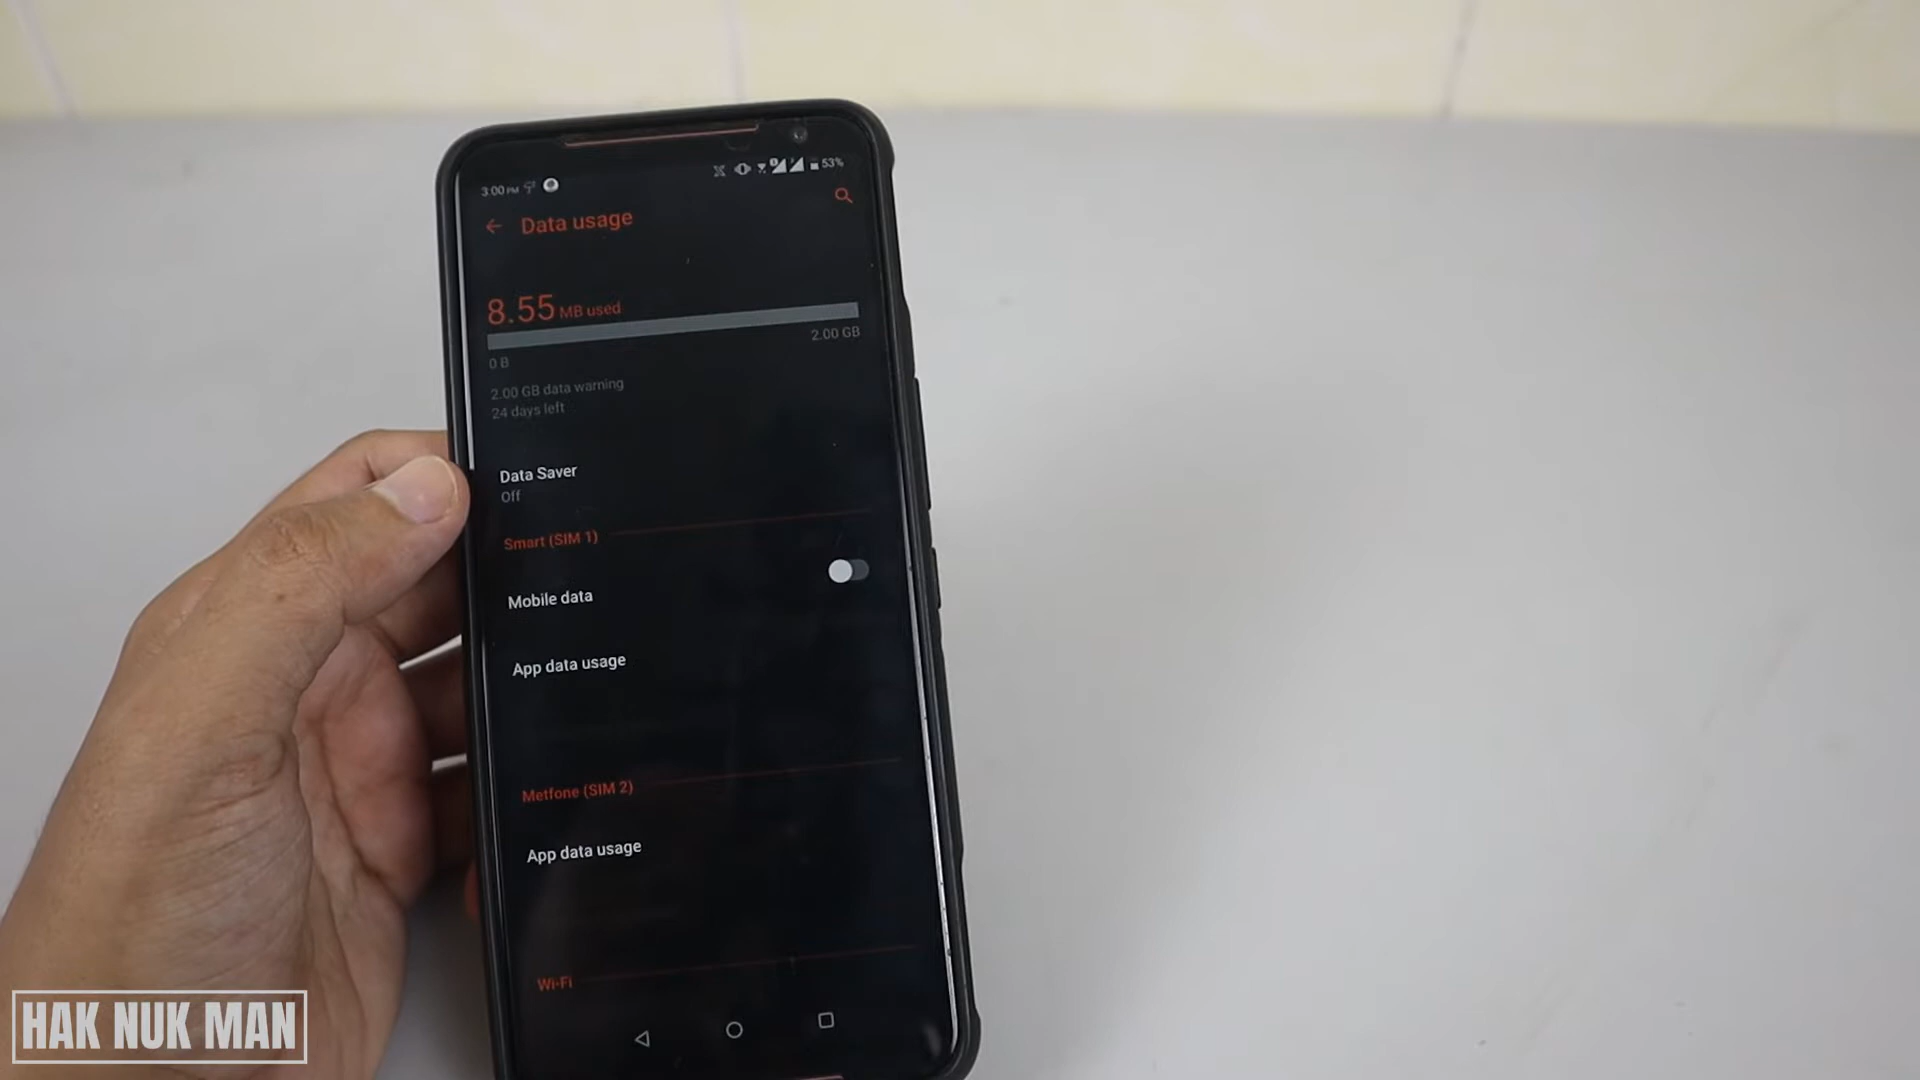 3:00 PM
53%
Data usage
8.55 MB used
0 B
2.00 GB
2.00 GB data warning
24 days left
Data Saver
Off
Smart (SIM 1)
Mobile data
App data usage
Metfone (SIM 2)
App data usage
Wi-Fi
HAK NUK MAN